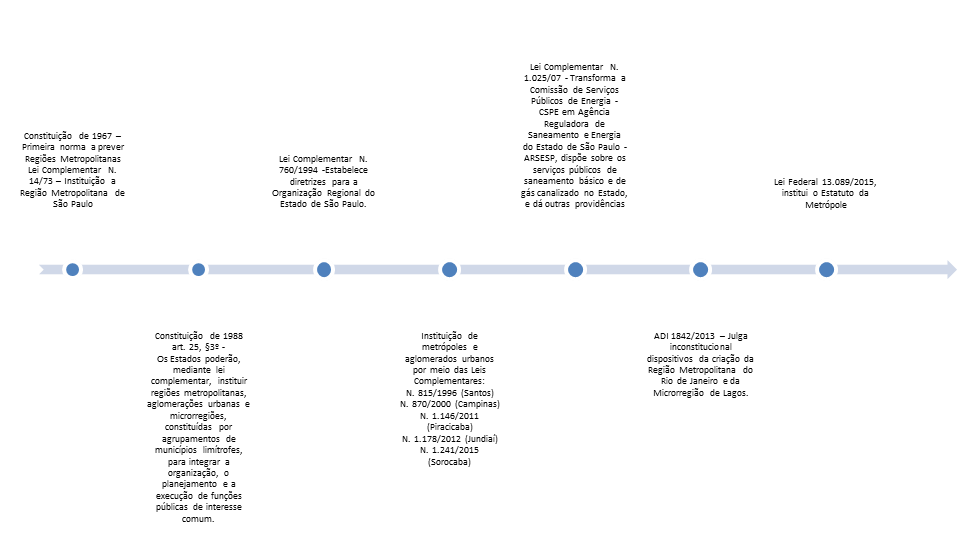 Constituição de 1967 –
Primeira norma a prever
Regiões Metropolitanas
Lei Complementar N.
14/73 – Instituição a
Região Metropolitana de
São Paulo
Constituição de 1988
art. 25, §3º -
Os Estados poderão,
mediante lei
complementar, instituir
regiões metropolitanas,
aglomerações urbanas e
microrregiões,
constituídas por
agrupamentos de
municípios limítrofes,
para integrar a
organização, o
planejamento e a
execução de funções
públicas de interesse
comum.
Lei Complementar N.
760/1994 -Estabelece
diretrizes para a
Organização Regional do
Estado de São Paulo.
Instituição de
metrópoles e
aglomerados urbanos
por meio das Leis
Complementares:
N. 815/1996 (Santos)
N. 870/2000 (Campinas)
N. 1.146/2011
(Piracicaba)
N. 1.178/2012 (Jundiaí)
N. 1.241/2015
(Sorocaba)
Lei Complementar N.
1.025/07 - Transforma a
Comissão de Serviços
Públicos de Energia -
CSPE em Agência
Reguladora de
Saneamento e Energia
do Estado de São Paulo -
ARSESP, dispõe sobre os
serviços públicos de
saneamento básico e de
gás canalizado no Estado,
e dá outras providências
ADI 1842/2013 – Julga
inconstitucional
dispositivos da criação da
Região Metropolitana do
Rio de Janeiro e da
Microrregião de Lagos.
Lei Federal 13.089/2015,
institui o Estatuto da
Metrópole